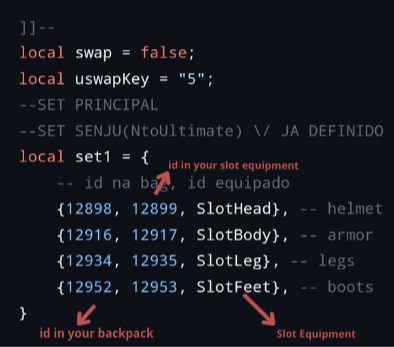 ]]--
local swap = false;
local uswapKey = "5";
--SET PRINCIPAL
--SET SENJU(NtoUltimate) \/ JA DEFINIDO
local set1 = {
id in your slot equipment
-- id na bag, id equipado
{12898, 12899, SlotHead}, -- helmet
{12916, 12917, SlotBody}, -- armor
{12934, 12935, SlotLeg}, -- legs
{12952, 12953, SlotFeet}, -- boots
}
id in your backpack
Slot Equipment